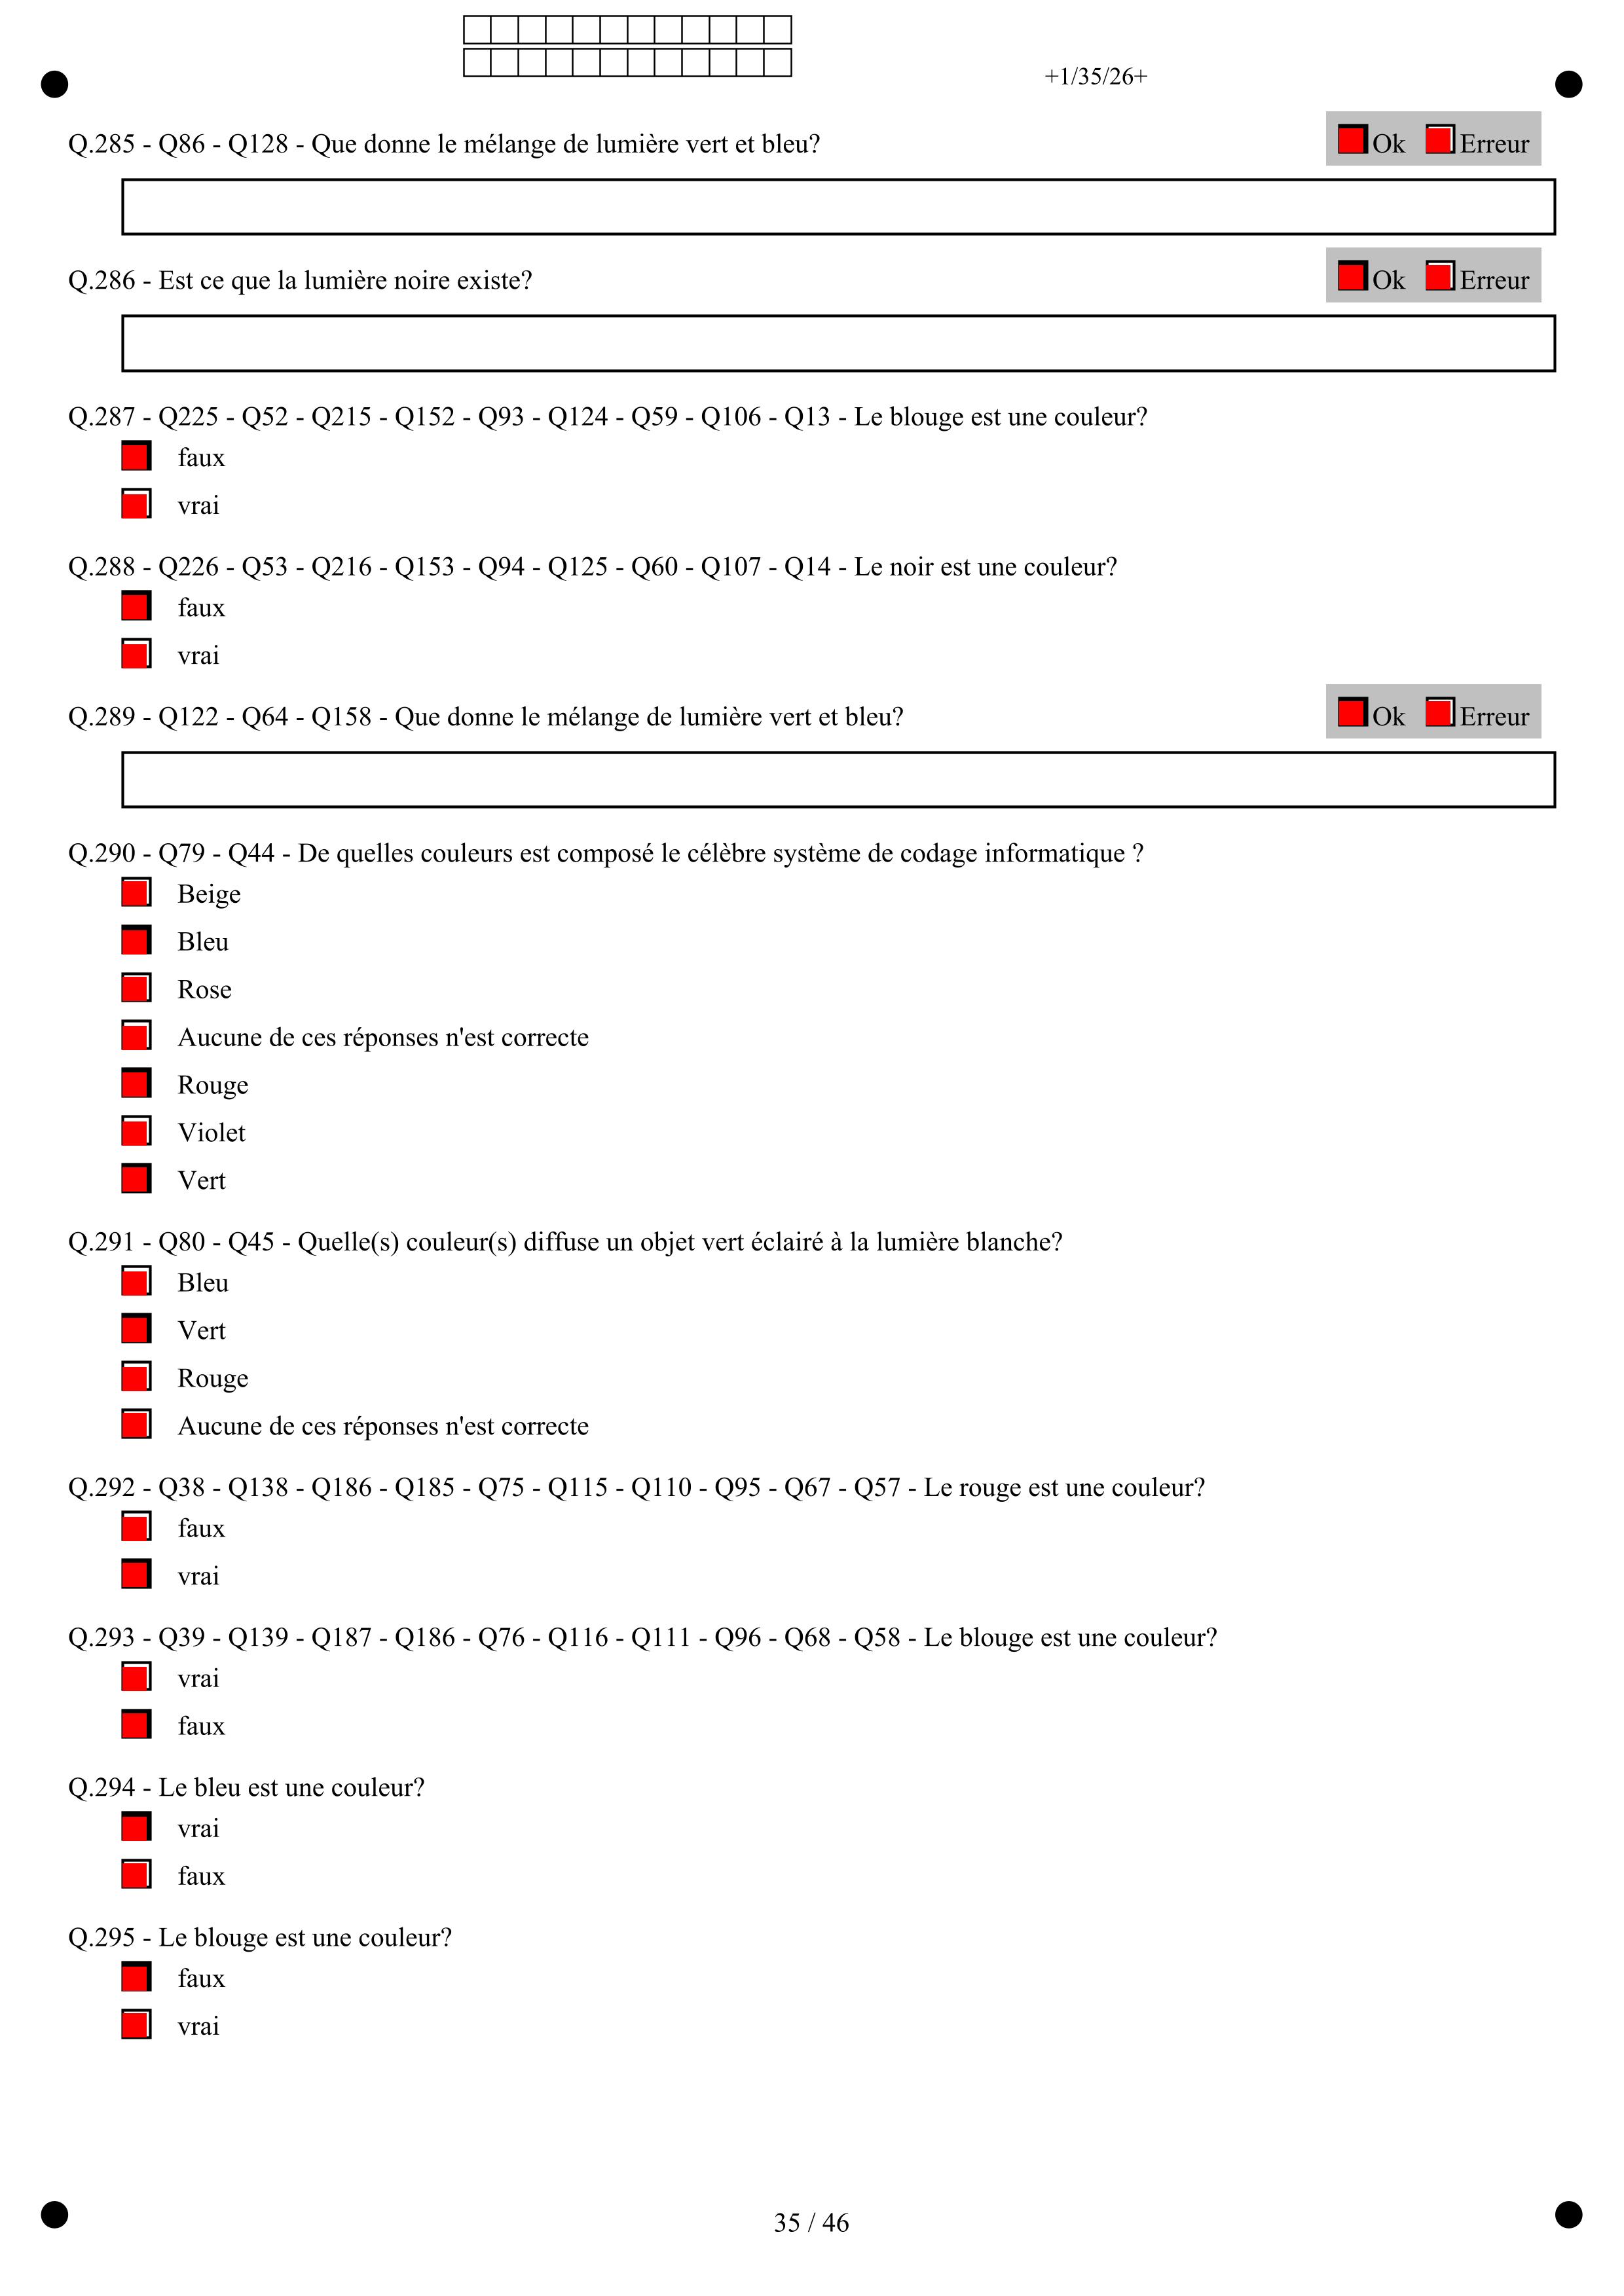 +1/35/26+
Q.285 - Q86 - Q128 - Que donne le mélange de lumière vert et bleu?
Ok Erreur
Q.286 - Est ce que la lumière noire existe?
Ok Erreur
Q.287 - Q225 - Q52 - Q215 - Q152 - Q93 - Q124 - Q59 - Q106 - Q13 - Le blouge est une couleur?
faux
vrai
Q.288 - Q226 - Q53 - Q216 - Q153 - Q94 - Q125 - Q60 - Q107 - Q14 - Le noir est une couleur?
faux
vrai
Q.289 - Q122 - Q64 - Q158 - Que donne le mélange de lumière vert et bleu?
Ok Erreur
Q.290 - Q79 - Q44 - De quelles couleurs est composé le célèbre système de codage informatique ?
Beige
Bleu
Rose
Aucune de ces réponses n'est correcte
Rouge
Violet
Vert
Q.291 - Q80 - Q45 - Quelle(s) couleur(s) diffuse un objet vert éclairé à la lumière blanche?
Bleu
Vert
Rouge
Aucune de ces réponses n'est correcte
Q.292 - Q38 - Q138 - Q186 - Q185 - Q75 - Q115 - Q110 - Q95 - Q67 - Q57 - Le rouge est une couleur?
faux
vrai
Q.293 - Q39 - Q139 - Q187 - Q186 - Q76 - Q116 - Q111 - Q96 - Q68 - Q58 - Le blouge est une couleur?
vrai
faux
Q.294 - Le bleu est une couleur?
vrai
faux
Q.295 - Le blouge est une couleur?
faux
vrai
35 / 46